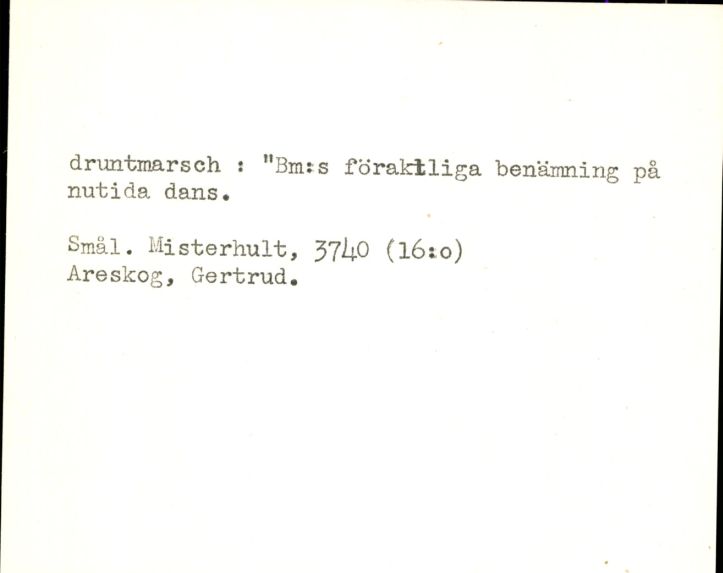 druntmarsch : "Bm:s föraktliga benämning på
nutida dans.
Smål. Misterhult, 3740 (16:o)
Areskog, Gertrud.